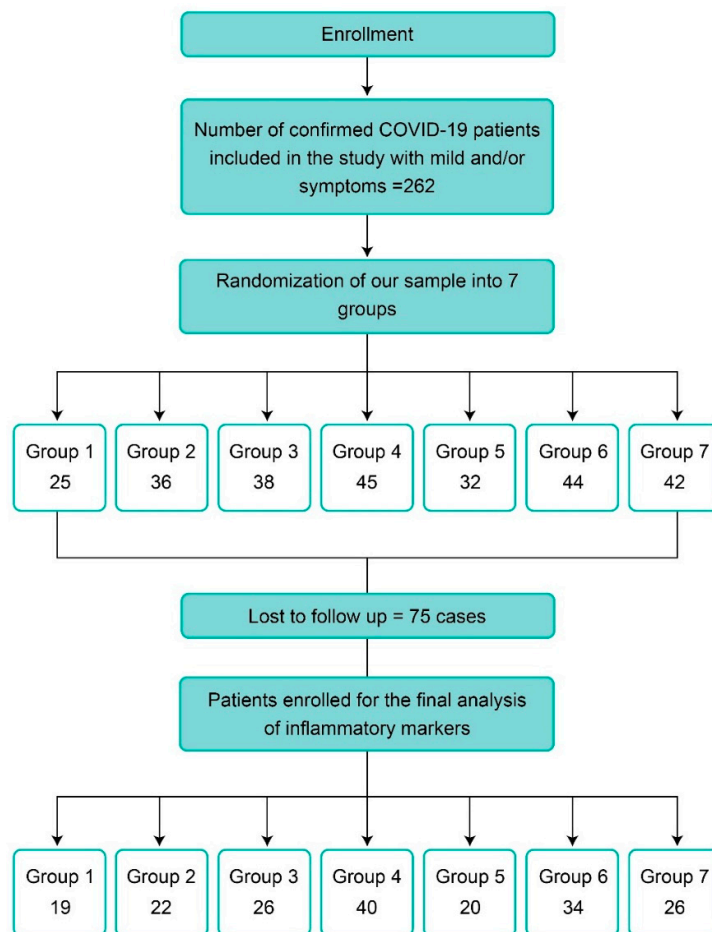 Enrollment
Number of confirmed COVID-19 patients
included in the study with mild and/or
symptoms =262
Randomization of our sample into 7
groups
Group 1
25
Group 2
36
Group 3
38
Group 4
45
Group 5
32
Group 6
44
Group 7
42
Lost to follow up = 75 cases
Patients enrolled for the final analysis
of inflammatory markers
Group 1
19
Group 2
22
Group 3
26
Group 4
40
Group 5
20
Group 6
34
Group 7
26